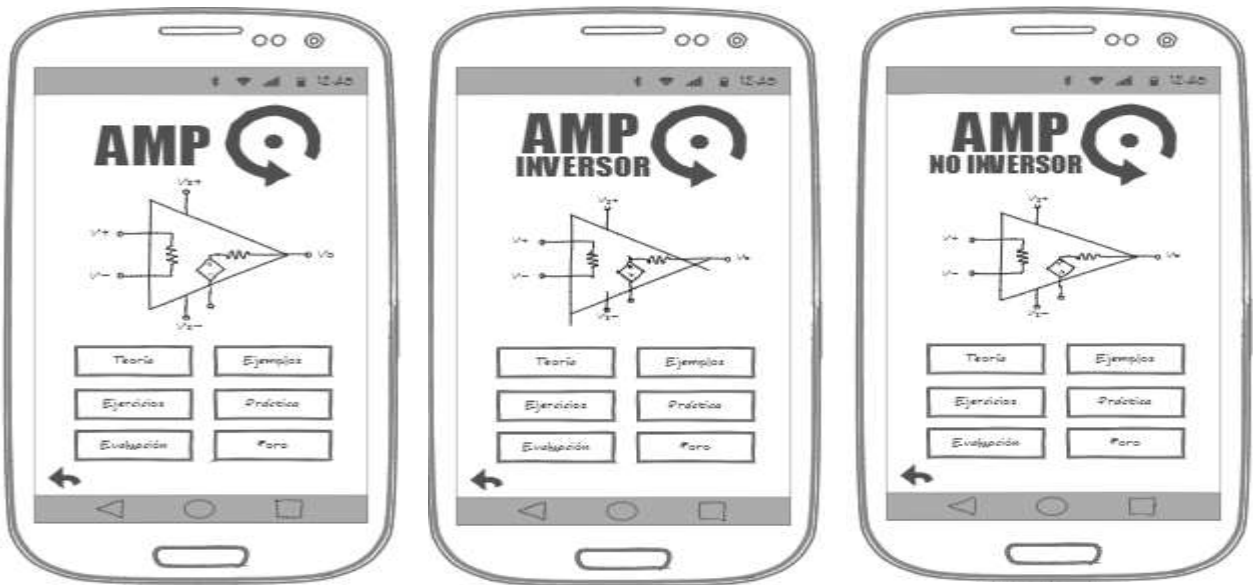 12:45
AMP
Vs+
V+
V-
Vo
Vs-
Teoría
Ejemplos
Ejercicios
Práctica
Evaluación
Foro
12:45
AMP
INVERSOR
Vs+
V+
V-
Vo
Vs-
Teoría
Ejemplos
Ejercicios
Práctica
Evaluación
Foro
12:45
AMP
NO INVERSOR
Vs+
V+
V-
Vo
Vs-
Teoría
Ejemplos
Ejercicios
Práctica
Evaluación
Foro